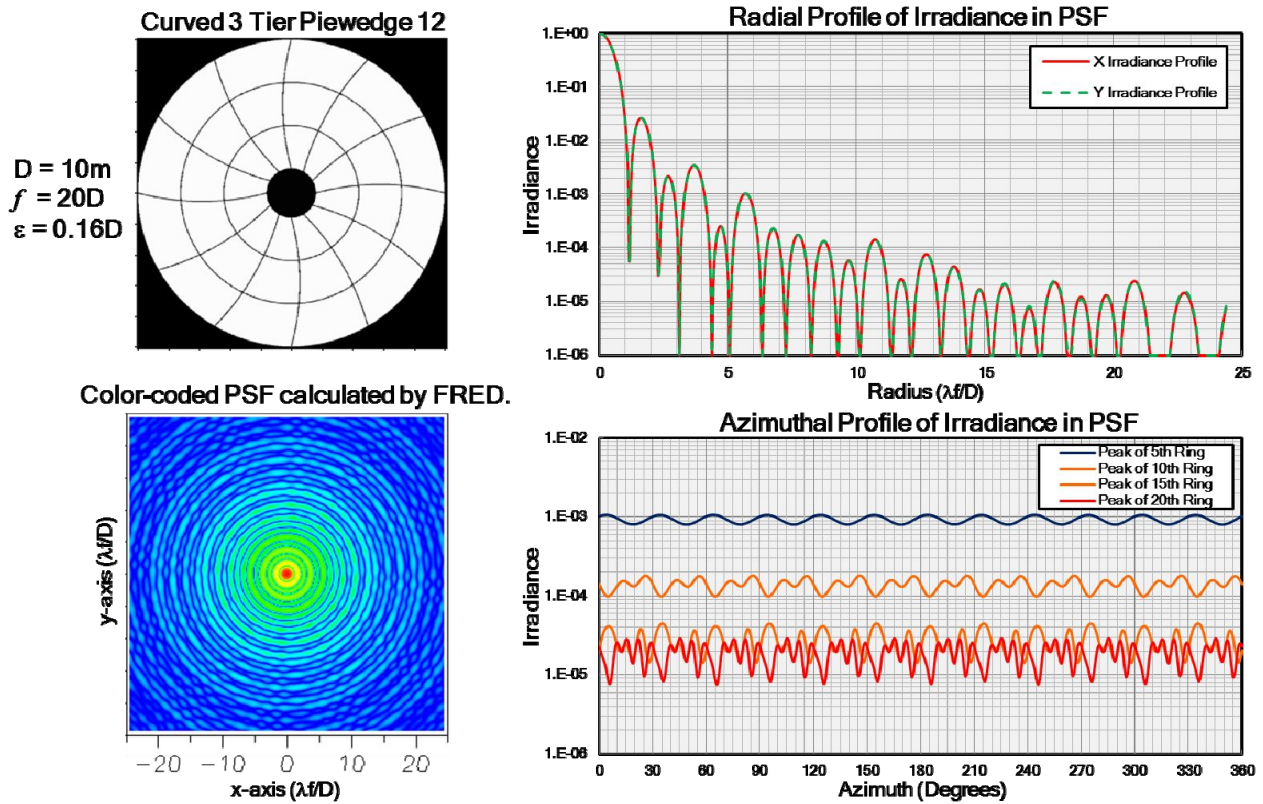 Curved 3 Tier Piewedge 12
D = 10m
f = 20D
ε = 0.16D
Radial Profile of Irradiance in PSF
X Irradiance Profile
Y Irradiance Profile
Irradiance
1.E+00
1.E-01
1.E-02
1.E-03
1.E-04
1.E-05
1.E-06
0 5 10 15 20 25
Radius (λf/D)
Color-coded PSF calculated by FRED.
y-axis (λf/D)
20
10
0
−10
−20
−20 −10 0 10 20
x-axis (λf/D)
Azimuthal Profile of Irradiance in PSF
Peak of 5th Ring
Peak of 10th Ring
Peak of 15th Ring
Peak of 20th Ring
Irradiance
1.E-02
1.E-03
1.E-04
1.E-05
1.E-06
0 30 60 90 120 150 180 210 240 270 300 330 360
Azimuth (Degrees)